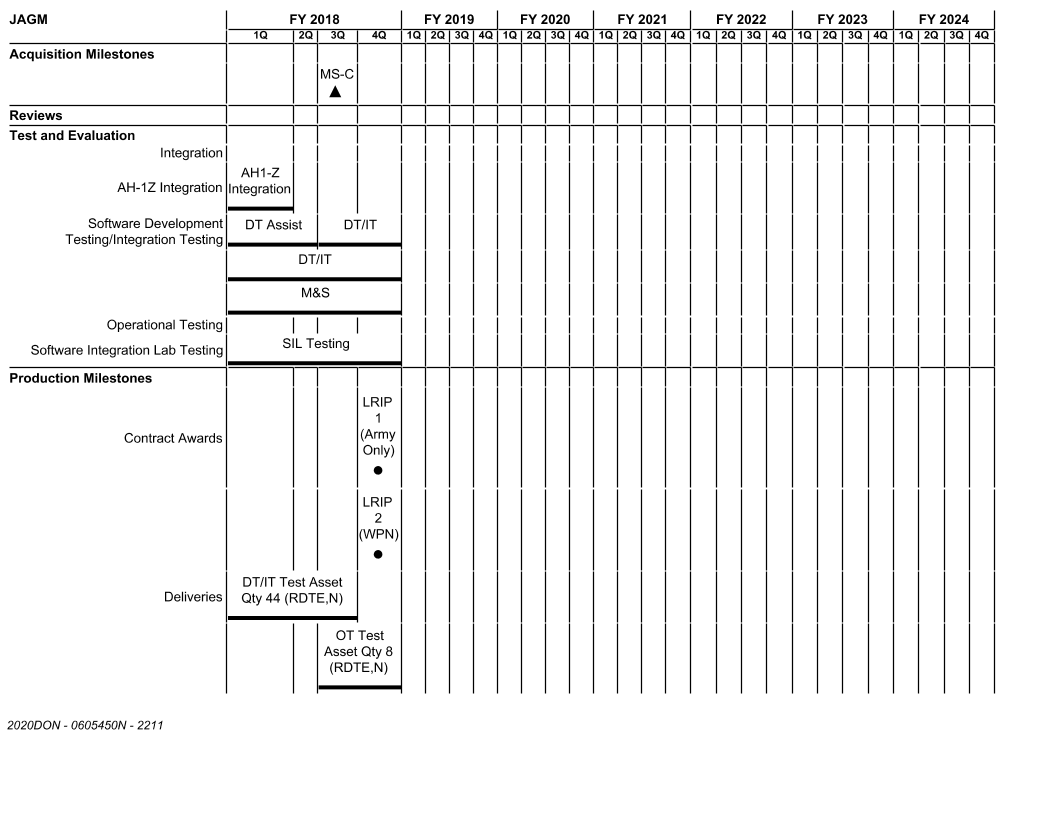 JAGM FY 2018 FY 2019 FY 2020 FY 2021 FY 2022 FY 2023 FY 2024
1Q 2Q 3Q 4Q 1Q 2Q 3Q 4Q 1Q 2Q 3Q 4Q 1Q 2Q 3Q 4Q 1Q 2Q 3Q 4Q 1Q 2Q 3Q 4Q 1Q 2Q 3Q 4Q
Acquisition Milestones
MS-C
Reviews
Test and Evaluation
Integration
AH1-Z
AH-1Z Integration Integration
Software Development DT Assist DT/IT
Testing/Integration Testing
DT/IT
M&S
Operational Testing
SIL Testing
Software Integration Lab Testing
Production Milestones
LRIP
1
(Army
Contract Awards
Only)
LRIP
2
(WPN)
DT/IT Test Asset
Deliveries Qty 44 (RDTE,N)
OT Test
Asset Qty 8
(RDTE,N)
2020DON - 0605450N - 2211